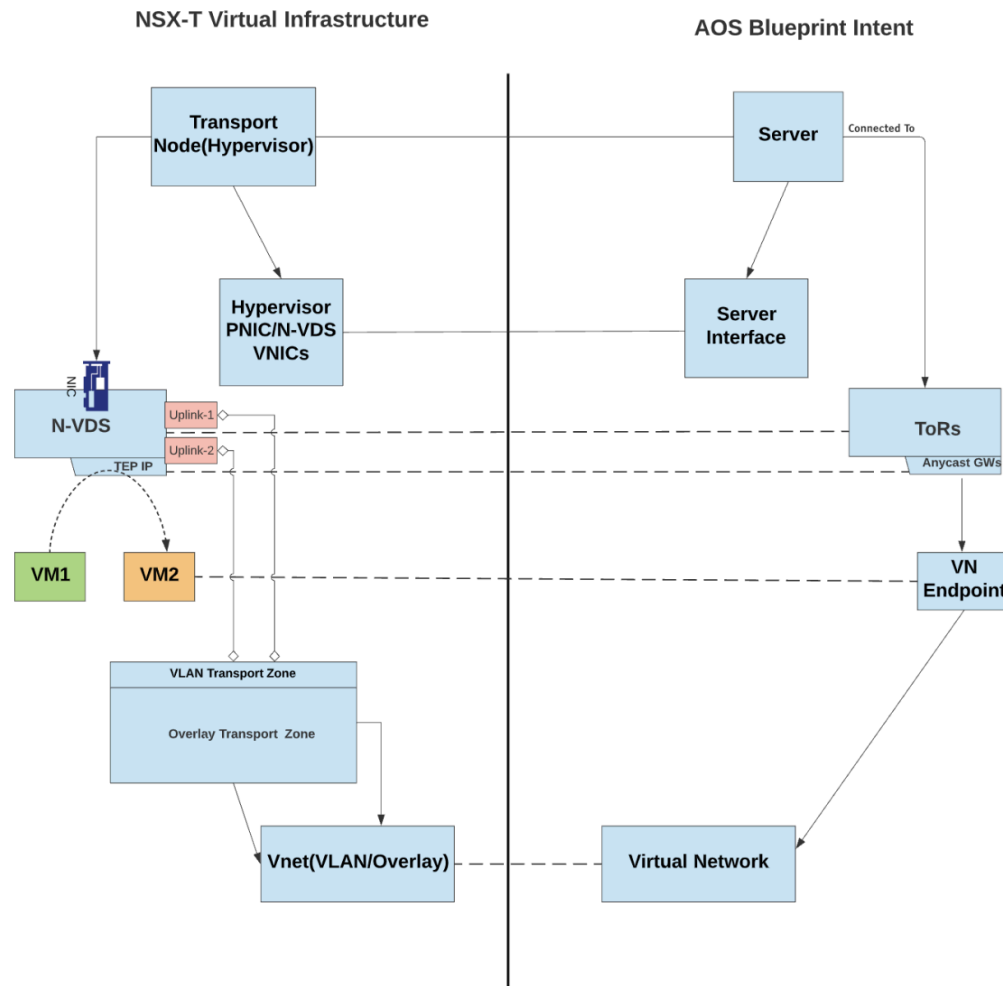 NSX-T Virtual Infrastructure
AOS Blueprint Intent
Transport
Node(Hypervisor)
Server
Connected To
Hypervisor
PNIC/N-VDS
VNICs
Server
Interface
NIC
N-VDS
Uplink-1
Uplink-2
TEP IP
ToRs
Anycast GWs
VM1
VM2
VN
Endpoint
VLAN Transport Zone
Overlay Transport Zone
Vnet(VLAN/Overlay)
Virtual Network